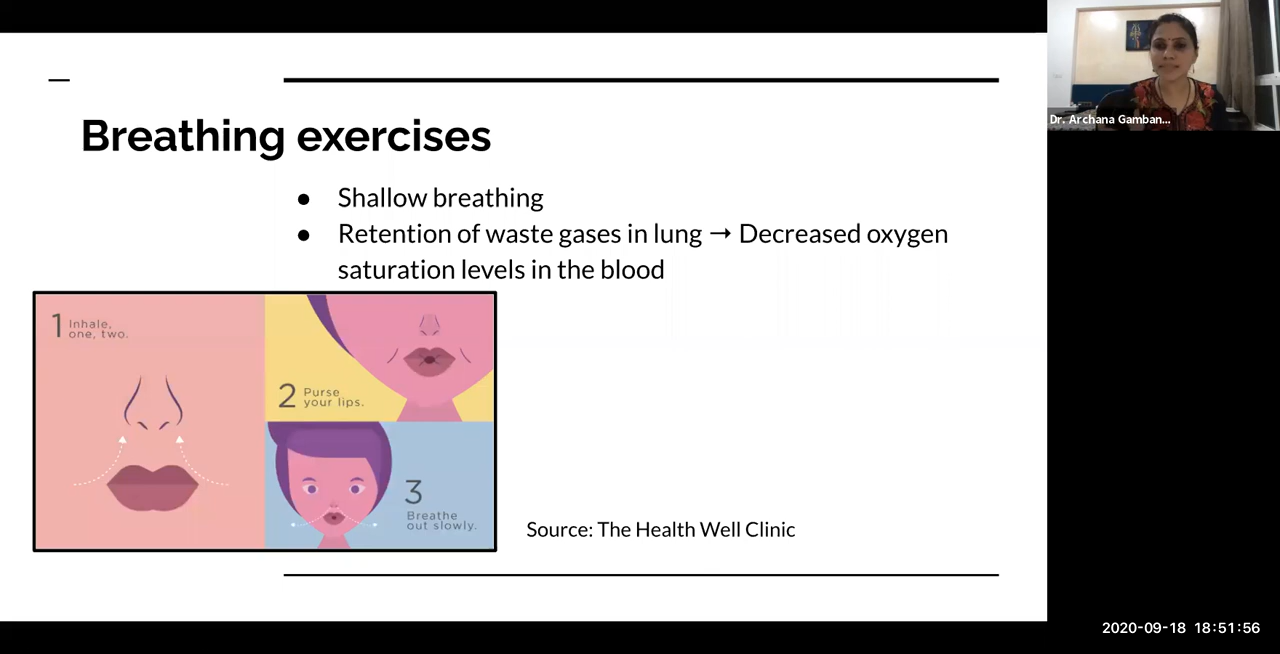 Breathing exercises
● Shallow breathing
● Retention of waste gases in lung → Decreased oxygen
saturation levels in the blood
1 Inhale,
one, two.
2 Purse
your lips.
3
Breathe
out slowly.
Source: The Health Well Clinic
Dr. Archana Gamban...
2020-09-18 18:51:56